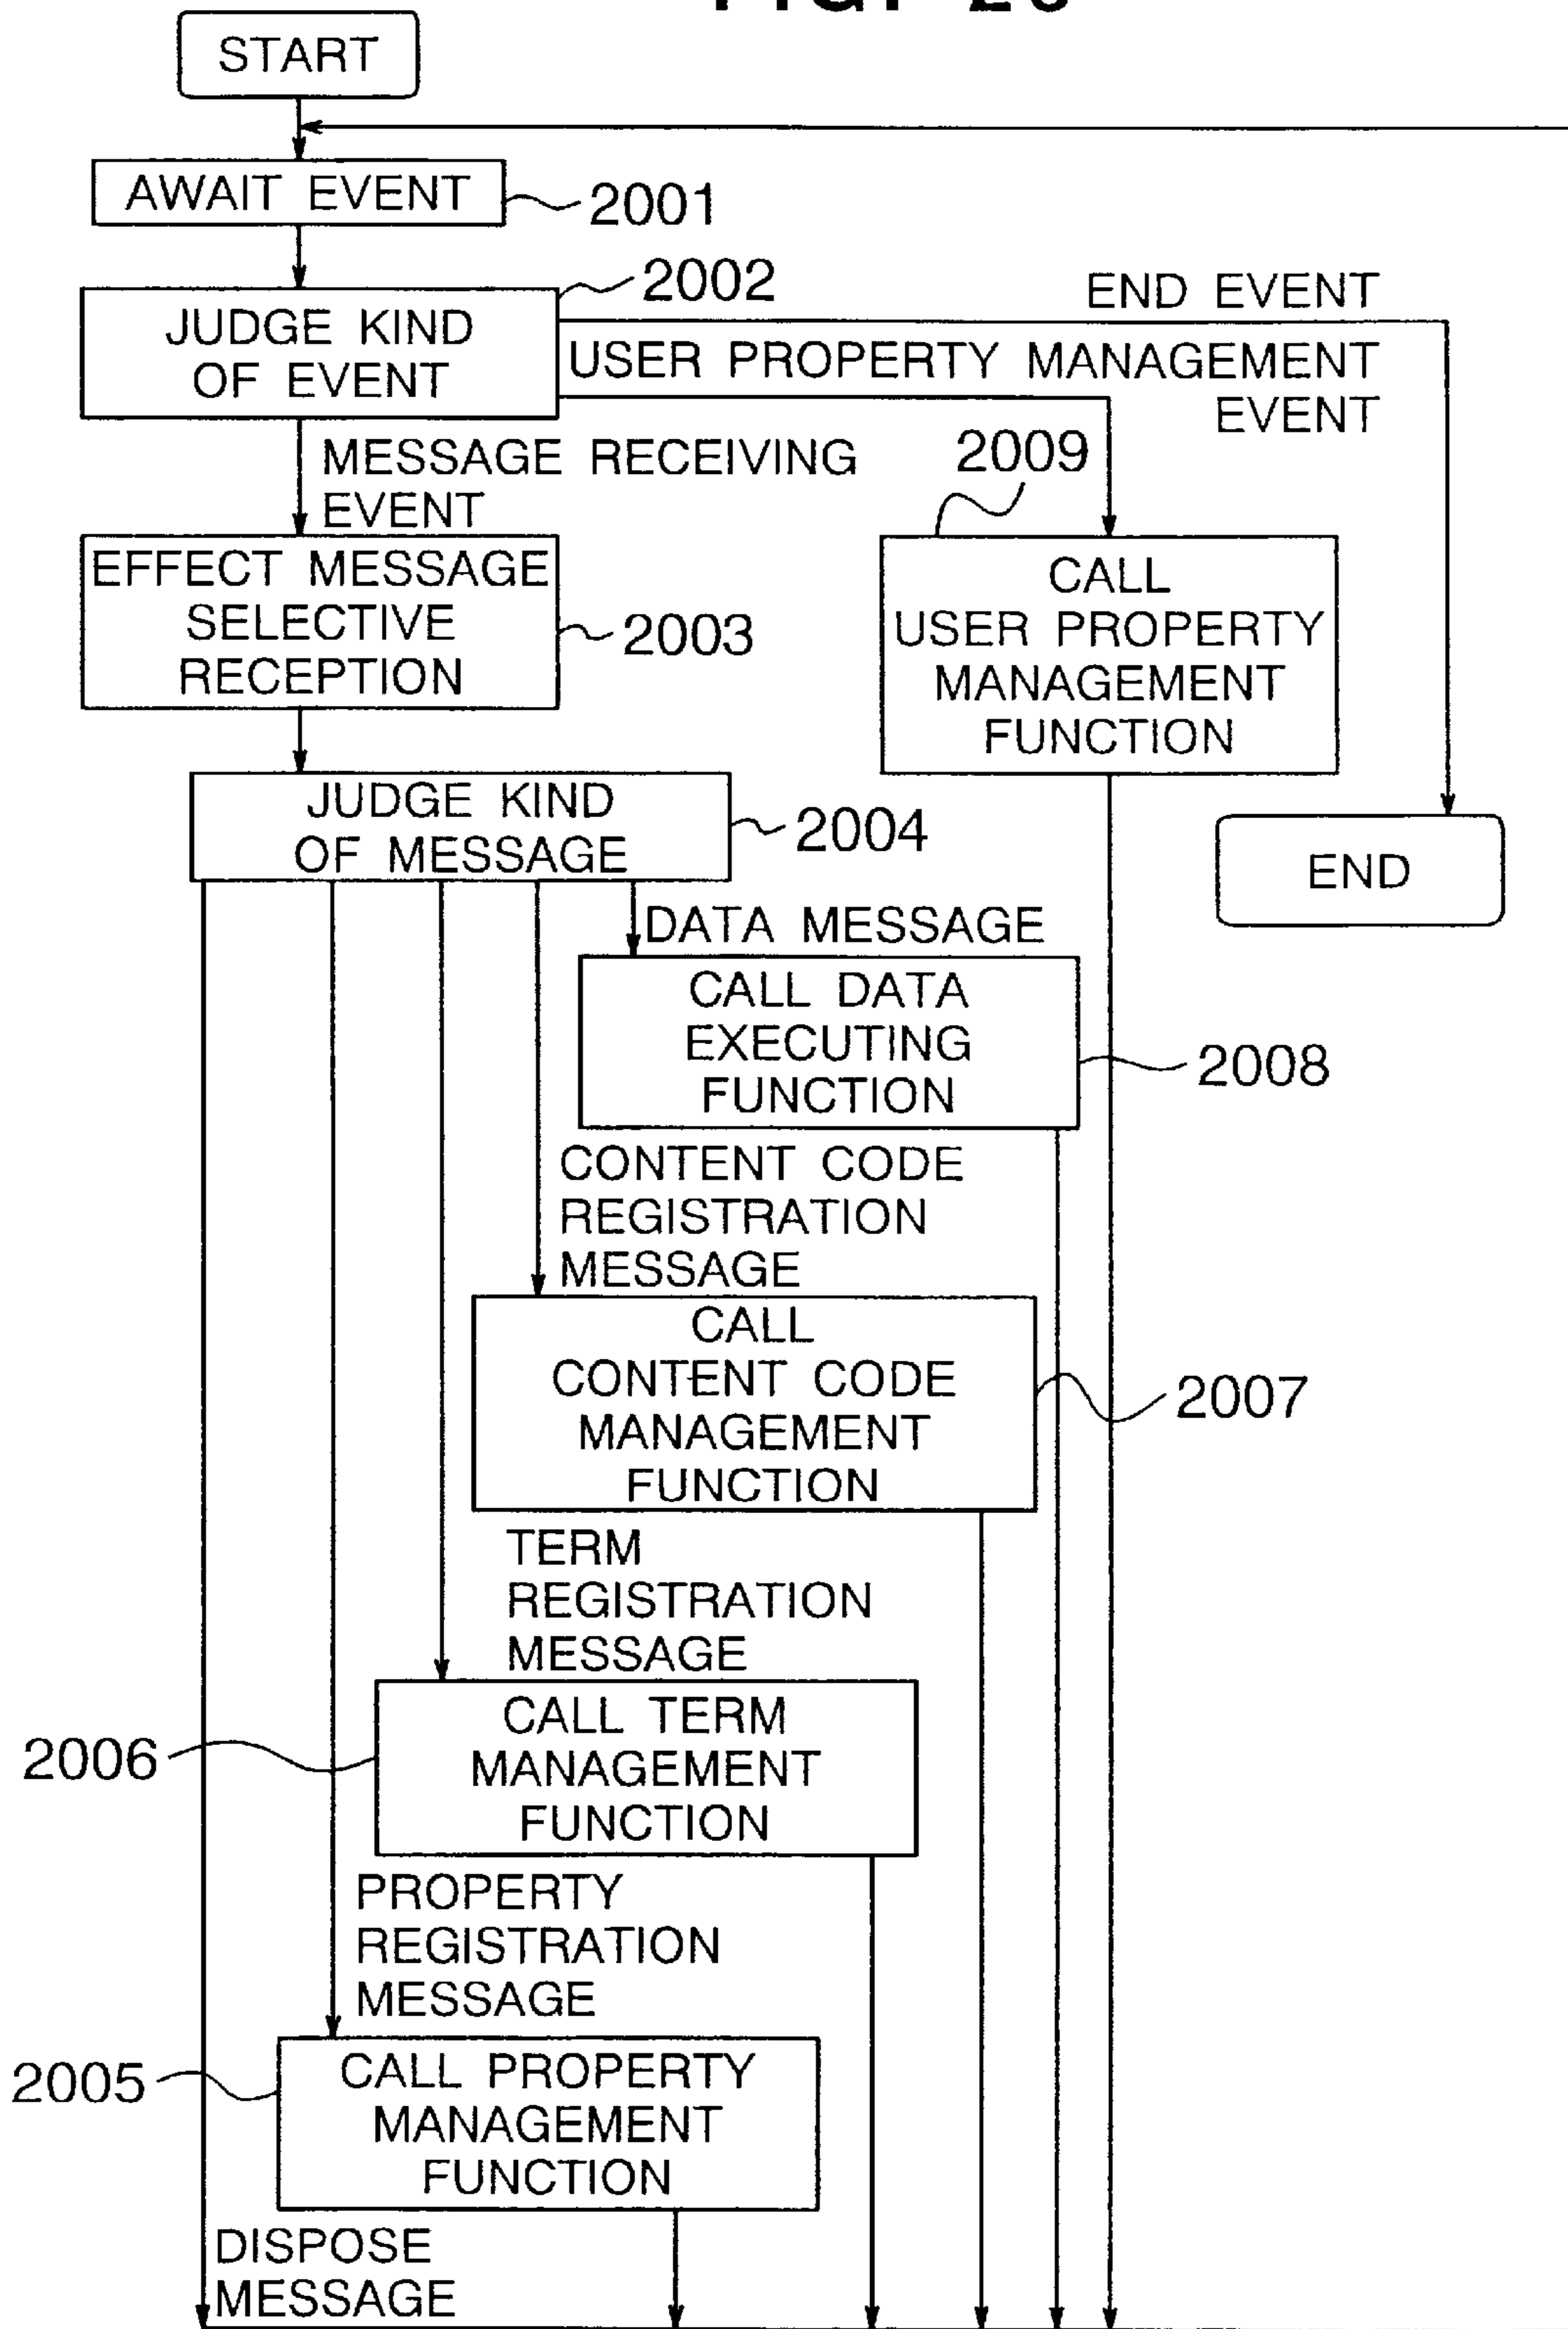 START
AWAIT EVENT
2001
2002
JUDGE KIND
OF EVENT
END EVENT
USER PROPERTY MANAGEMENT
EVENT
MESSAGE RECEIVING
EVENT
2009
EFFECT MESSAGE
SELECTIVE
RECEPTION
2003
CALL
USER PROPERTY
MANAGEMENT
FUNCTION
JUDGE KIND
OF MESSAGE
2004
END
DATA MESSAGE
CALL DATA
EXECUTING
FUNCTION
2008
CONTENT CODE
REGISTRATION
MESSAGE
CALL
CONTENT CODE
MANAGEMENT
FUNCTION
2007
TERM
REGISTRATION
MESSAGE
CALL TERM
MANAGEMENT
FUNCTION
2006
PROPERTY
REGISTRATION
MESSAGE
CALL PROPERTY
MANAGEMENT
FUNCTION
2005
DISPOSE
MESSAGE